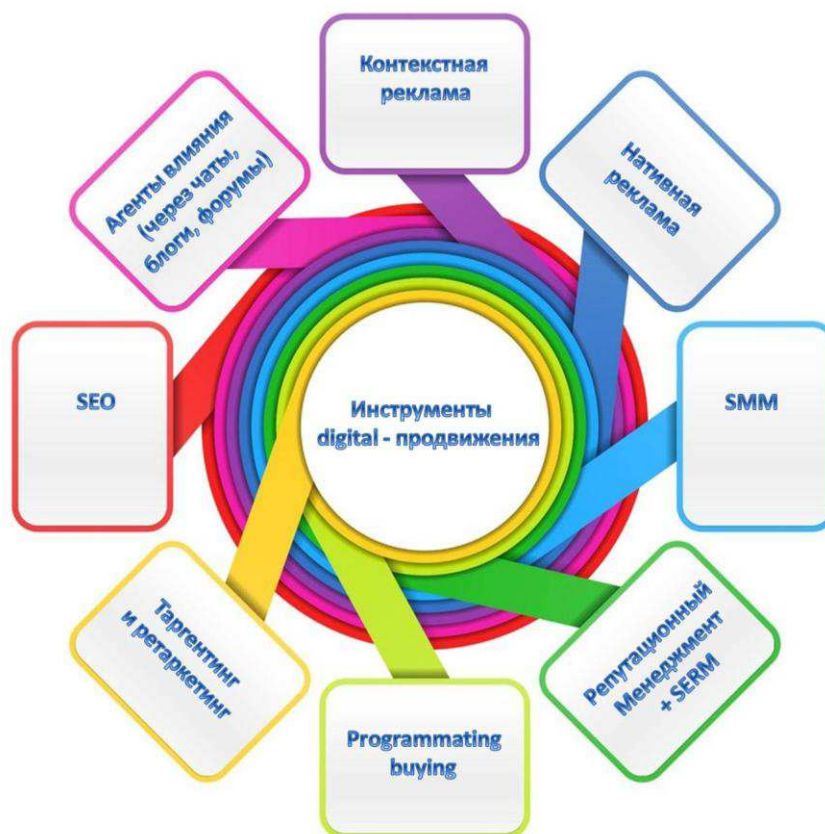 Контекстная
реклама
Нативная
реклама
SMM
Репутационный
Менеджмент
+ SERM
Programmating
buying
Таргентинг
и ретаркетинг
SEO
Агенты влияния
(через чаты,
блоги, форумы)
Инструменты
digital - продвижения